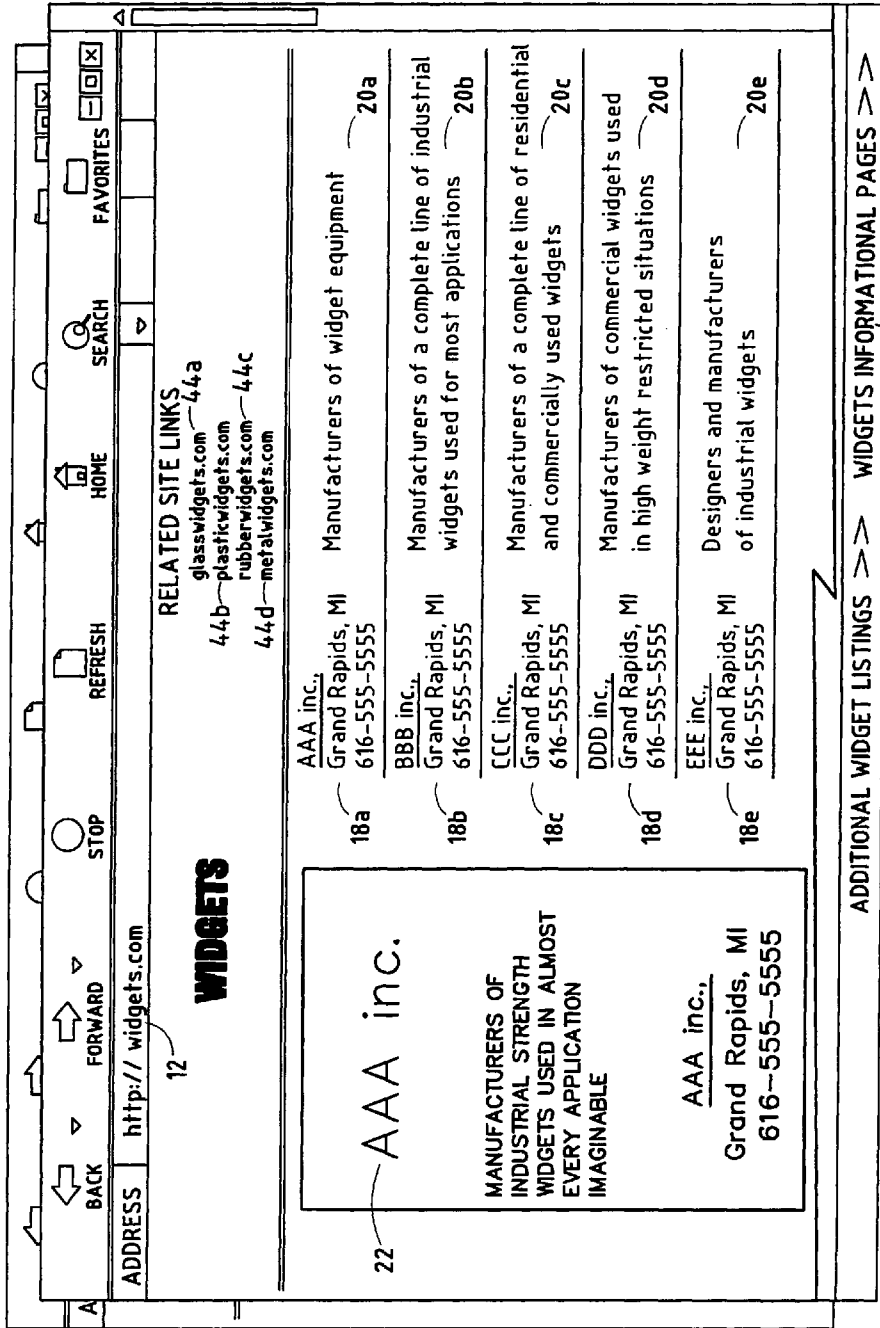 A
BACK FORWARD STOP REFRESH HOME SEARCH FAVORITES
ADDRESS http:// widgets.com
12
WIDGETS
RELATED SITE LINKS
glasswidgets.com 44a
44b plasticwidgets.com
rubberwidgets.com 44c
44d metalwidgets.com
22
AAA inc.
MANUFACTURERS OF
INDUSTRIAL STRENGTH
WIDGETS USED IN ALMOST
EVERY APPLICATION
IMAGINABLE
AAA inc.,
Grand Rapids, MI
616-555-5555
18a
AAA inc.,
Grand Rapids, MI
616-555-5555
Manufacturers of widget equipment
20a
18b
BBB inc.,
Grand Rapids, MI
616-555-5555
Manufacturers of a complete line of industrial
widgets used for most applications
20b
18c
CCC inc.,
Grand Rapids, MI
616-555-5555
Manufacturers of a complete line of residential
and commercially used widgets
20c
18d
DDD inc.,
Grand Rapids, MI
616-555-5555
Manufacturers of commercial widgets used
in high weight restricted situations
20d
18e
EEE inc.,
Grand Rapids, MI
616-555-5555
Designers and manufacturers
of industrial widgets
20e
ADDITIONAL WIDGET LISTINGS >> WIDGETS INFORMATIONAL PAGES >>